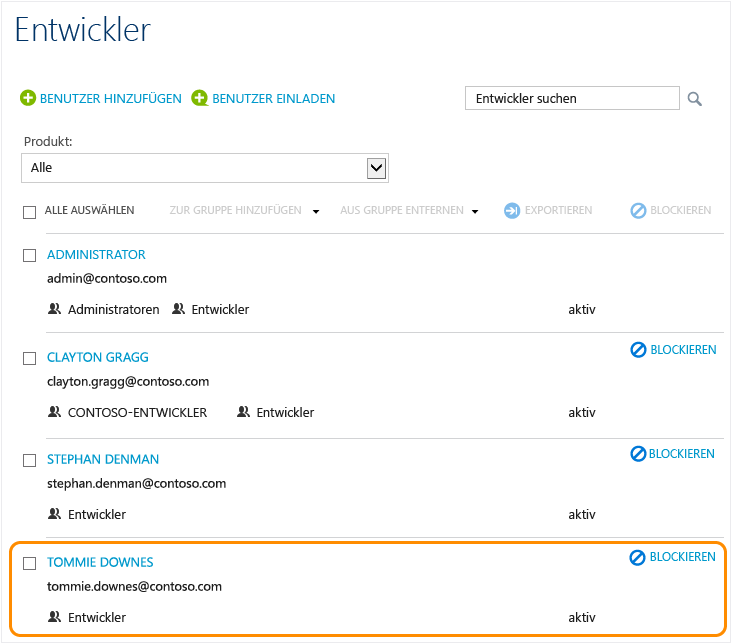 Entwickler
BENUTZER HINZUFÜGEN BENUTZER EINLADEN Entwickler suchen
Produkt:
Alle
ALLE AUSWÄHLEN ZUR GRUPPE HINZUFÜGEN AUS GRUPPE ENTFERNEN EXPORTIEREN BLOCKIEREN
ADMINISTRATOR
admin@contoso.com
Administratoren Entwickler aktiv
BLOCKIEREN
CLAYTON GRAGG
clayton.gragg@contoso.com
CONTOSO-ENTWICKLER Entwickler aktiv
BLOCKIEREN
STEPHAN DENMAN
stephan.denman@contoso.com
Entwickler aktiv
BLOCKIEREN
TOMMIE DOWNES
tommie.downes@contoso.com
Entwickler aktiv